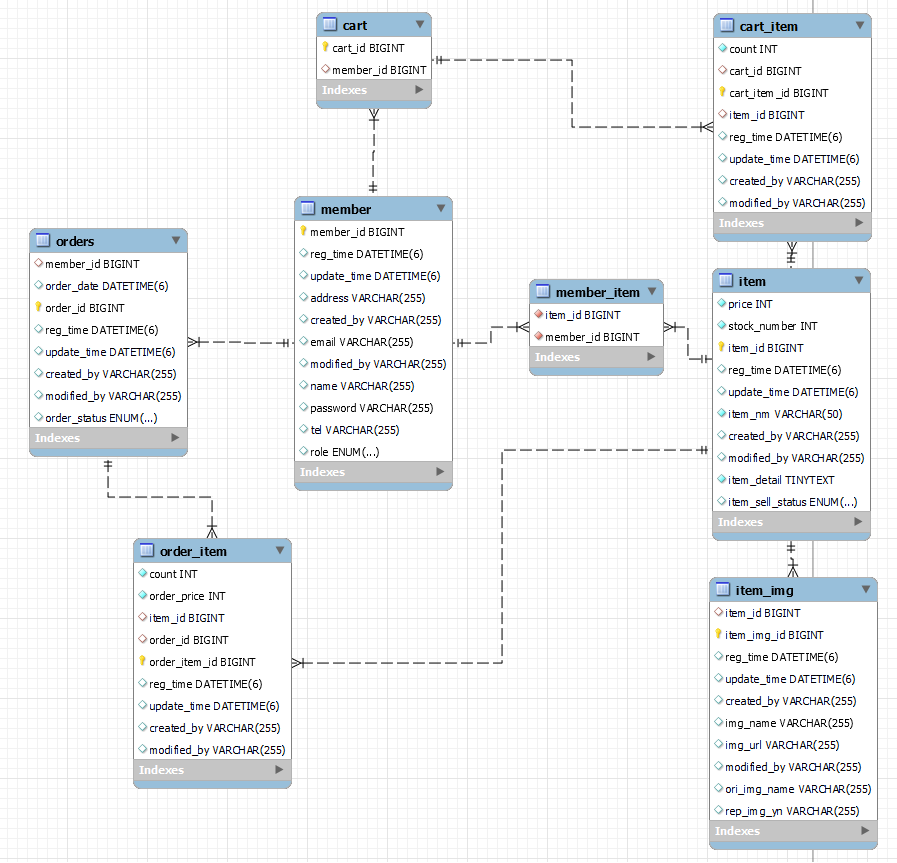 cart
cart_id BIGINT
member_id BIGINT
Indexes
cart_item
count INT
cart_id BIGINT
cart_item_id BIGINT
item_id BIGINT
reg_time DATETIME(6)
update_time DATETIME(6)
created_by VARCHAR(255)
modified_by VARCHAR(255)
Indexes
member
member_id BIGINT
reg_time DATETIME(6)
update_time DATETIME(6)
address VARCHAR(255)
created_by VARCHAR(255)
email VARCHAR(255)
modified_by VARCHAR(255)
name VARCHAR(255)
password VARCHAR(255)
tel VARCHAR(255)
role ENUM(...)
Indexes
orders
member_id BIGINT
order_date DATETIME(6)
order_id BIGINT
reg_time DATETIME(6)
update_time DATETIME(6)
created_by VARCHAR(255)
modified_by VARCHAR(255)
order_status ENUM(...)
Indexes
member_item
item_id BIGINT
member_id BIGINT
Indexes
item
price INT
stock_number INT
item_id BIGINT
reg_time DATETIME(6)
update_time DATETIME(6)
item_nm VARCHAR(50)
created_by VARCHAR(255)
modified_by VARCHAR(255)
item_detail TINYTEXT
item_sell_status ENUM(...)
Indexes
order_item
count INT
order_price INT
item_id BIGINT
order_id BIGINT
order_item_id BIGINT
reg_time DATETIME(6)
update_time DATETIME(6)
created_by VARCHAR(255)
modified_by VARCHAR(255)
Indexes
item_img
item_id BIGINT
item_img_id BIGINT
reg_time DATETIME(6)
update_time DATETIME(6)
created_by VARCHAR(255)
img_name VARCHAR(255)
img_url VARCHAR(255)
modified_by VARCHAR(255)
ori_img_name VARCHAR(255)
rep_img_yn VARCHAR(255)
Indexes